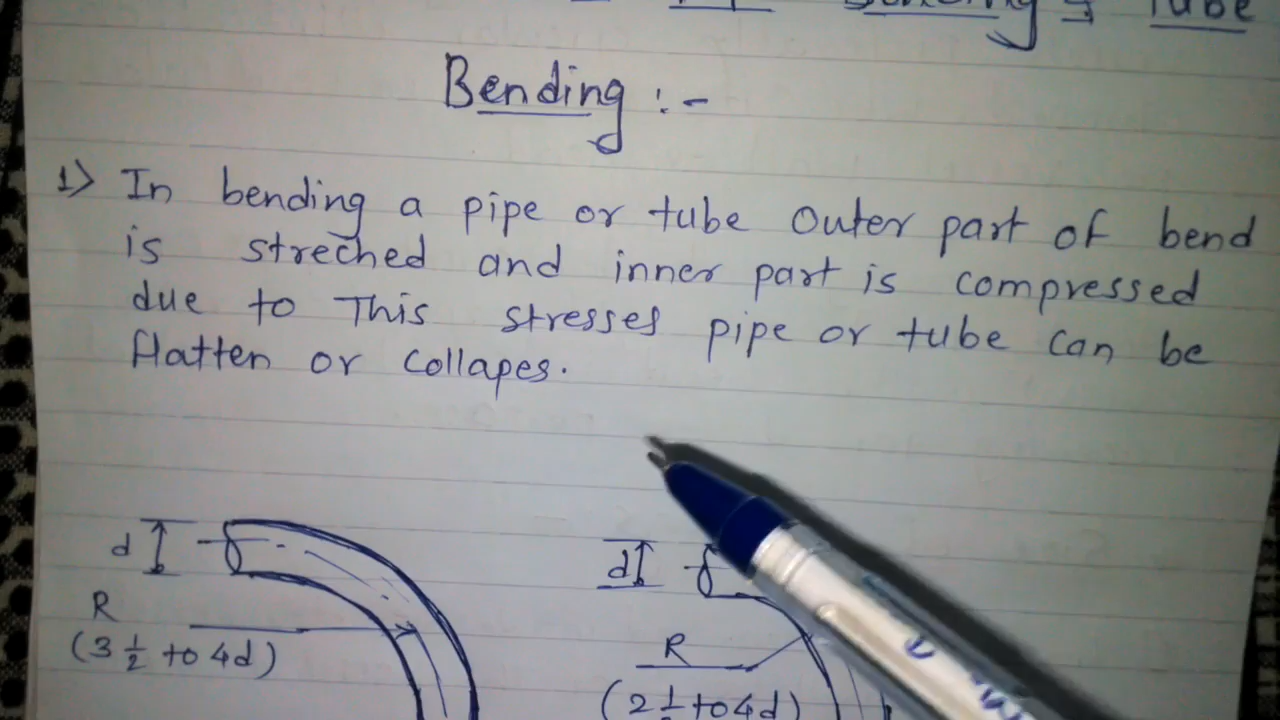 Tube
Bending :-
1) In bending a pipe or tube outer part of bend
is streched and inner part is compressed
due to This stresses pipe or tube can be
flatten or collapes.
d
R
(3 1/2 to 4d)
d
R
(2 1/2 to 4d)